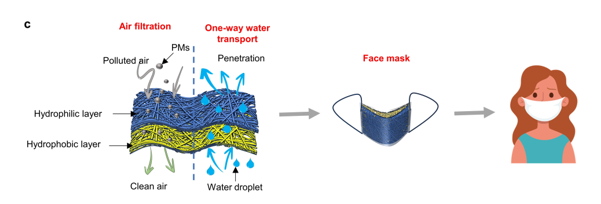 c
Air filtration
One-way water
transport
PMs
Polluted air
Penetration
Face mask
Hydrophilic layer
Hydrophobic layer
Clean air
Water droplet